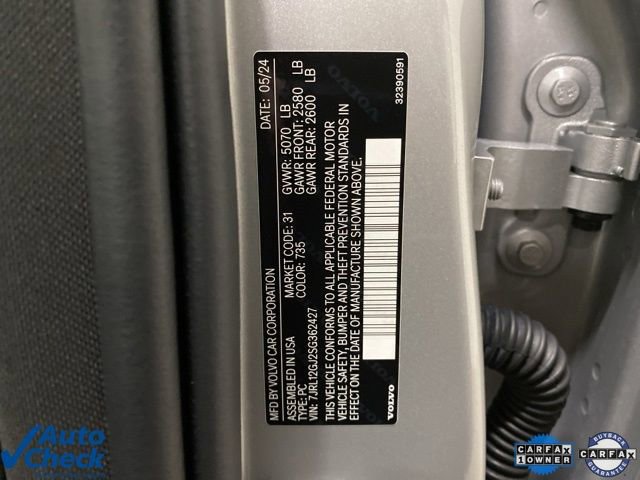 MFD BY VOLVO CAR CORPORATION
DATE: 05/24
ASSEMBLED IN USA
MARKET CODE: 31
GVWR: 5070 LB
TYPE: PC
COLOR: 735
GAWR FRONT: 2580 LB
VIN: 7JRL12GJ2SG362427
GAWR REAR: 2600 LB
THIS VEHICLE CONFORMS TO ALL APPLICABLE FEDERAL MOTOR
VEHICLE SAFETY, BUMPER AND THEFT PREVENTION STANDARDS IN
EFFECT ON THE DATE OF MANUFACTURE SHOWN ABOVE.
VOLVO
32390591
Auto
Check
CARFAX
1 OWNER
BUYBACK
CARFAX